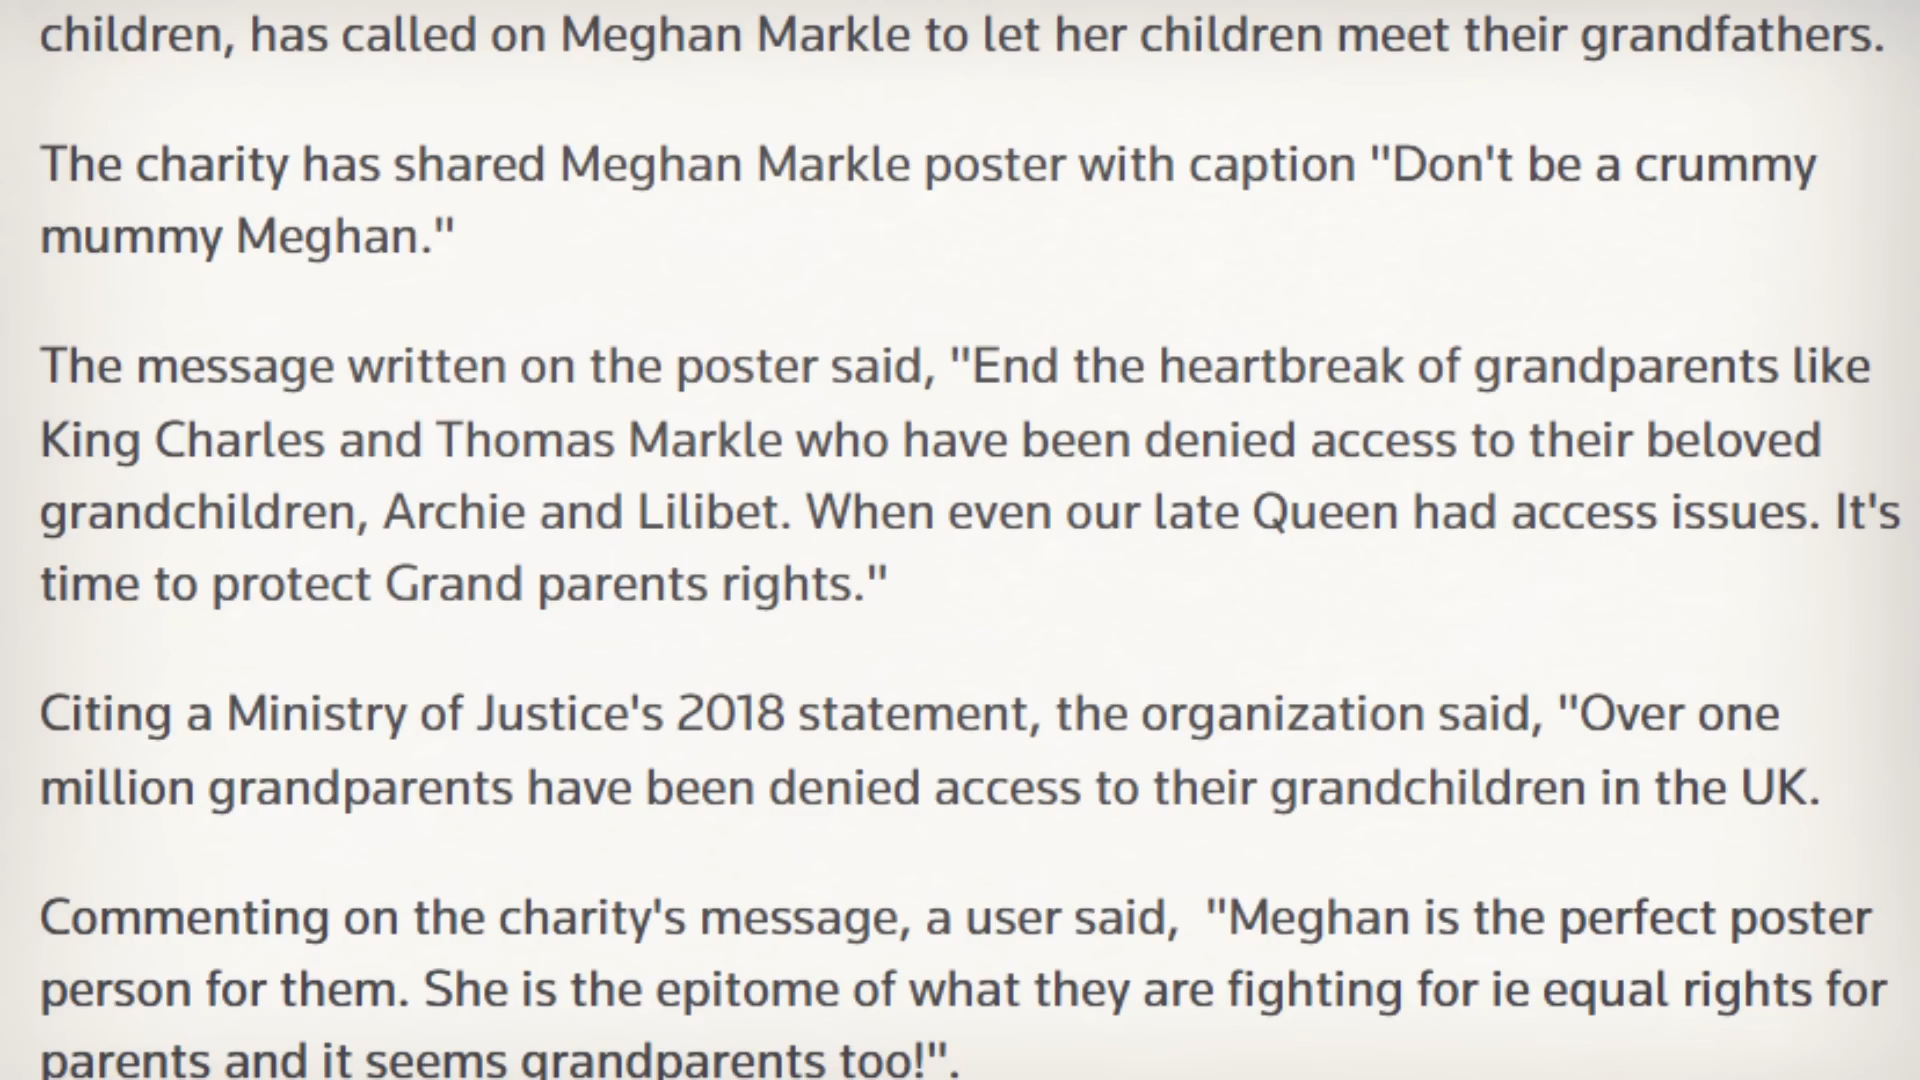 children, has called on Meghan Markle to let her children meet their grandfathers.
The charity has shared Meghan Markle poster with caption "Don't be a crummy
mummy Meghan."
The message written on the poster said, "End the heartbreak of grandparents like
King Charles and Thomas Markle who have been denied access to their beloved
grandchildren, Archie and Lilibet. When even our late Queen had access issues. It's
time to protect Grand parents rights."
Citing a Ministry of Justice's 2018 statement, the organization said, "Over one
million grandparents have been denied access to their grandchildren in the UK.
Commenting on the charity's message, a user said,  "Meghan is the perfect poster
person for them. She is the epitome of what they are fighting for ie equal rights for
parents and it seems grandparents too!".